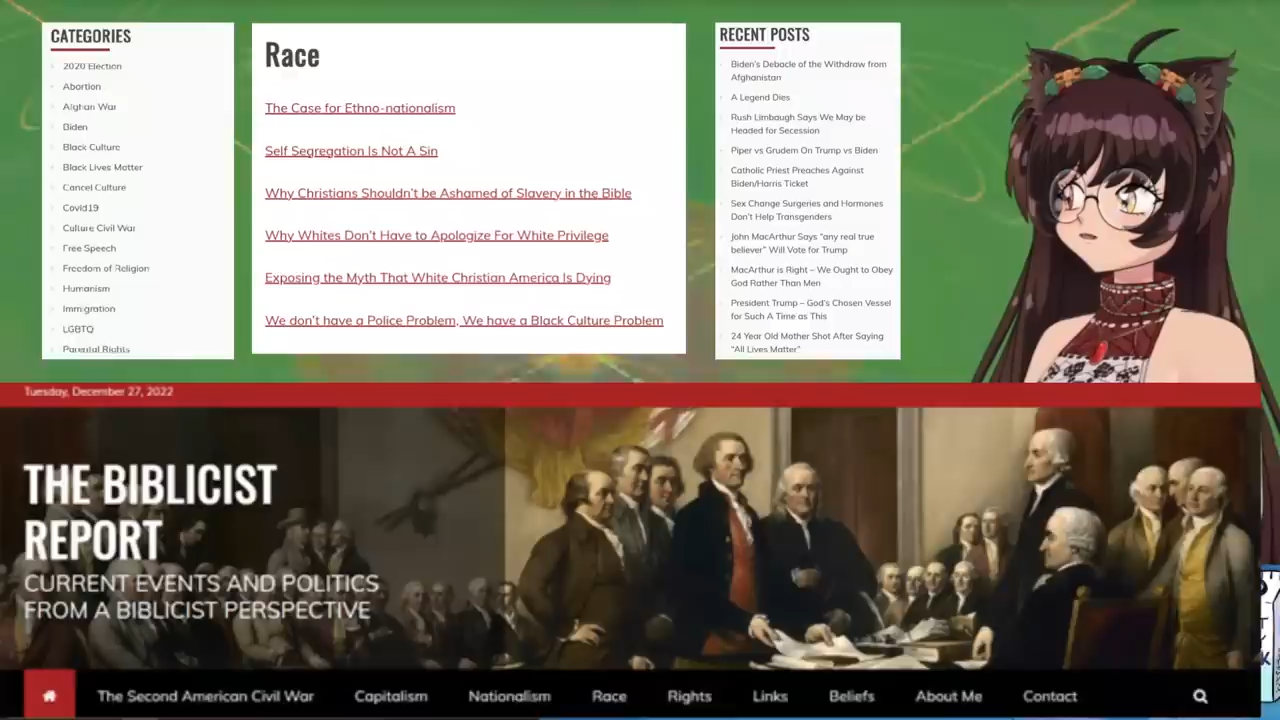 CATEGORIES
2020 Election
Abortion
Afghan War
Biden
Black Culture
Black Lives Matter
Cancel Culture
Covid19
Culture Civil War
Free Speech
Freedom of Religion
Humanism
Immigration
LGBTQ
Parental Rights
Race
The Case for Ethno-nationalism
Self Segregation Is Not A Sin
Why Christians Shouldn't be Ashamed of Slavery in the Bible
Why Whites Don't Have to Apologize For White Privilege
Exposing the Myth That White Christian America Is Dying
We don't have a Police Problem, We have a Black Culture Problem
RECENT POSTS
Biden's Debacle of the Withdraw from
Afghanistan
A Legend Dies
Rush Limbaugh Says We May be
Headed for Secession
Piper vs Grudem On Trump vs Biden
Catholic Priest Preaches Against
Biden/Harris Ticket
Sex Change Surgeries and Hormones
Don't Help Transgenders
John MacArthur Says "any real true
believer" Will Vote for Trump
MacArthur is Right – We Ought to Obey
God Rather Than Men
President Trump – God's Chosen Vessel
for Such A Time as This
24 Year Old Mother Shot After Saying
"All Lives Matter"
Tuesday, December 27, 2022
THE BIBLICIST
REPORT
CURRENT EVENTS AND POLITICS
FROM A BIBLICIST PERSPECTIVE
The Second American Civil War Capitalism Nationalism Race Rights Links Beliefs About Me Contact